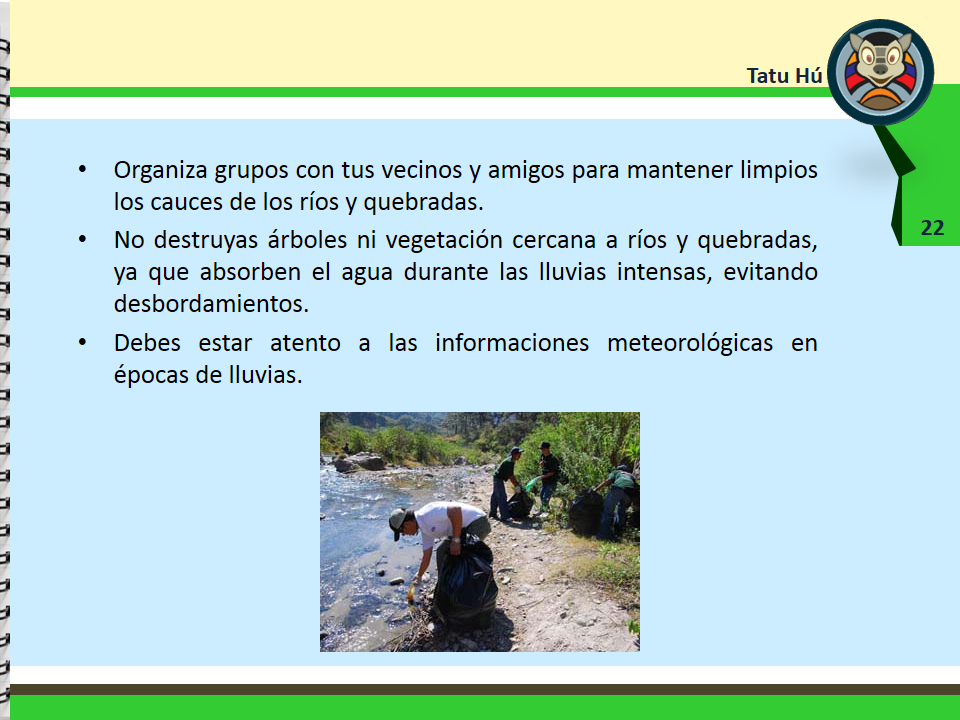 Tatu Hú
22
• Organiza grupos con tus vecinos y amigos para mantener limpios
los cauces de los ríos y quebradas.
• No destruyas árboles ni vegetación cercana a ríos y quebradas,
ya que absorben el agua durante las lluvias intensas, evitando
desbordamientos.
• Debes estar atento a las informaciones meteorológicas en
épocas de lluvias.